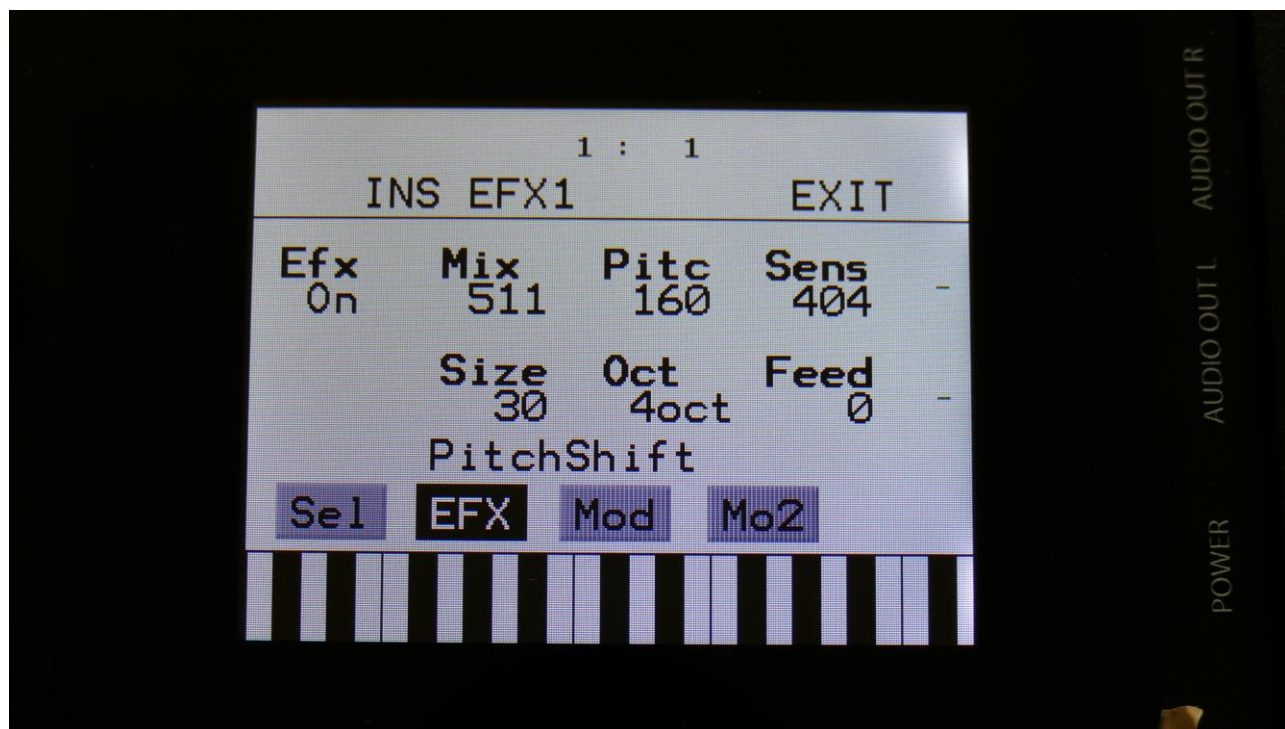 1 : 1
INS EFX1 EXIT
Efx Mix Pitc Sens
On 511 160 404 -
Size Oct Feed
30 4oct 0 -
PitchShift
Sel EFX Mod Mo2
AUDIO OUT R
AUDIO OUT L
POWER